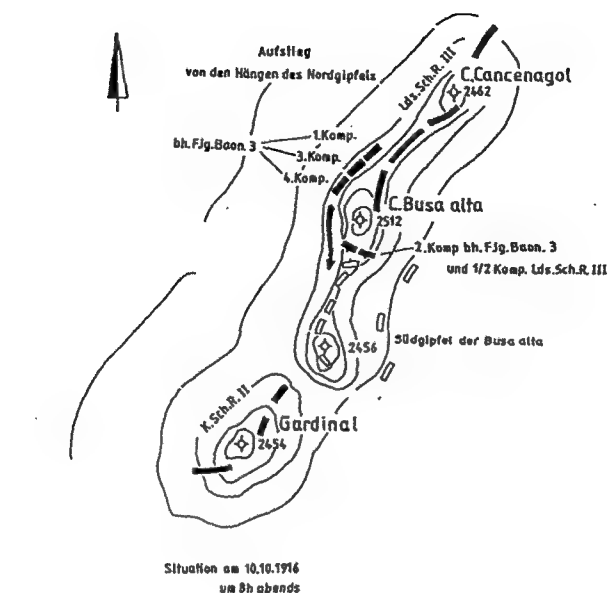 Aufstieg
von den Hängen des Nordgipfels
Lds.Sch.R. III
C.Cancenagol
2462
bh.FJg.Baon. 3
1.Komp.
3.Komp.
4.Komp.
C.Busa alta
2512
2.Komp bh.FJg.Baon. 3
und 1/2 Komp. Lds.Sch.R.III
2456
Südgipfel der Busa alta
K.Sch.R. II
Gardinal
2454
Situation am 10.10.1916
um 8h abends